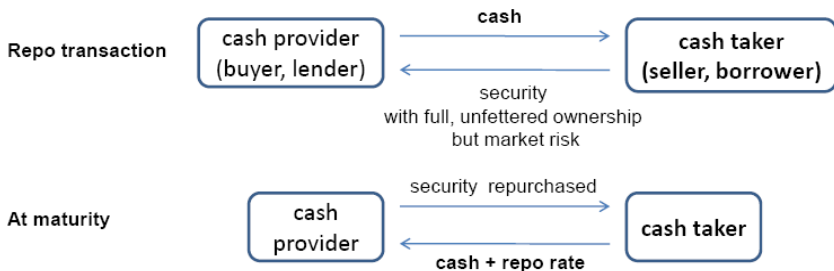 Repo transaction
cash provider
(buyer, lender)
cash
cash taker
(seller, borrower)
security
with full, unfettered ownership
but market risk
At maturity
cash
provider
security repurchased
cash taker
cash + repo rate